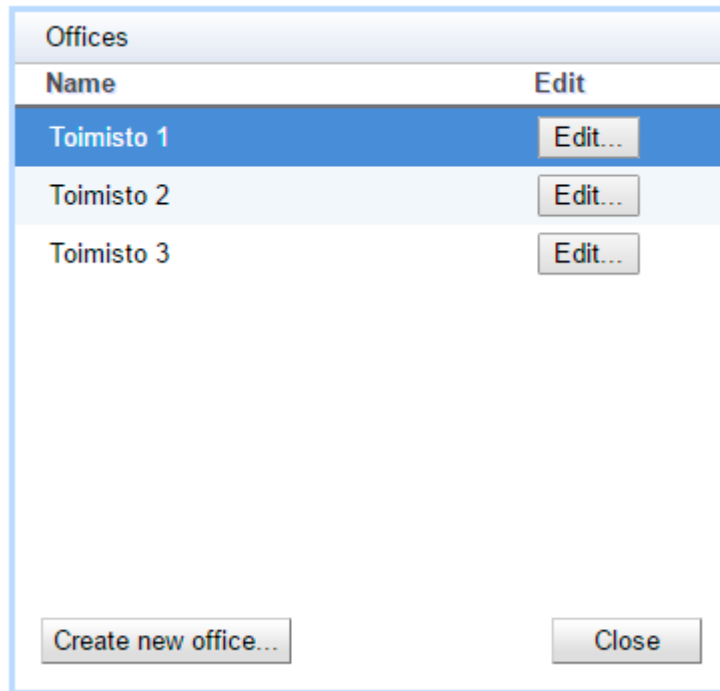 Offices
Name Edit
Toimisto 1 Edit...
Toimisto 2 Edit...
Toimisto 3 Edit...
Create new office... Close